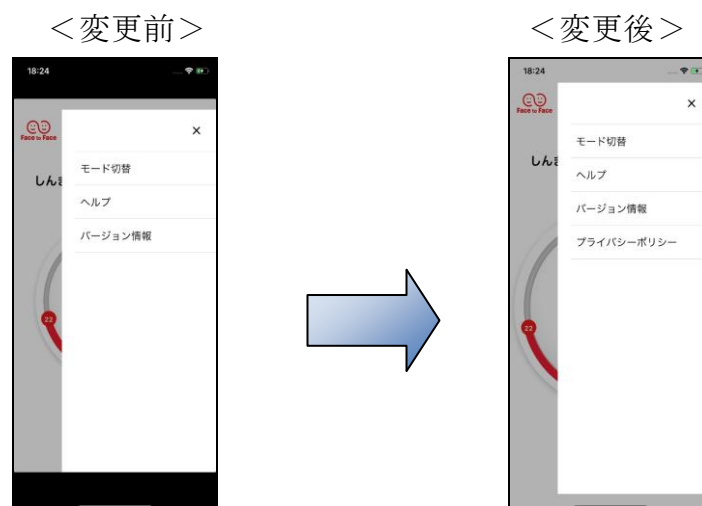 ＜変更前＞
18:24
Face to Face
×
しんま
モード切替
ヘルプ
バージョン情報
22
＜変更後＞
18:24
Face to Face
×
しんま
モード切替
ヘルプ
バージョン情報
プライバシーポリシー
22